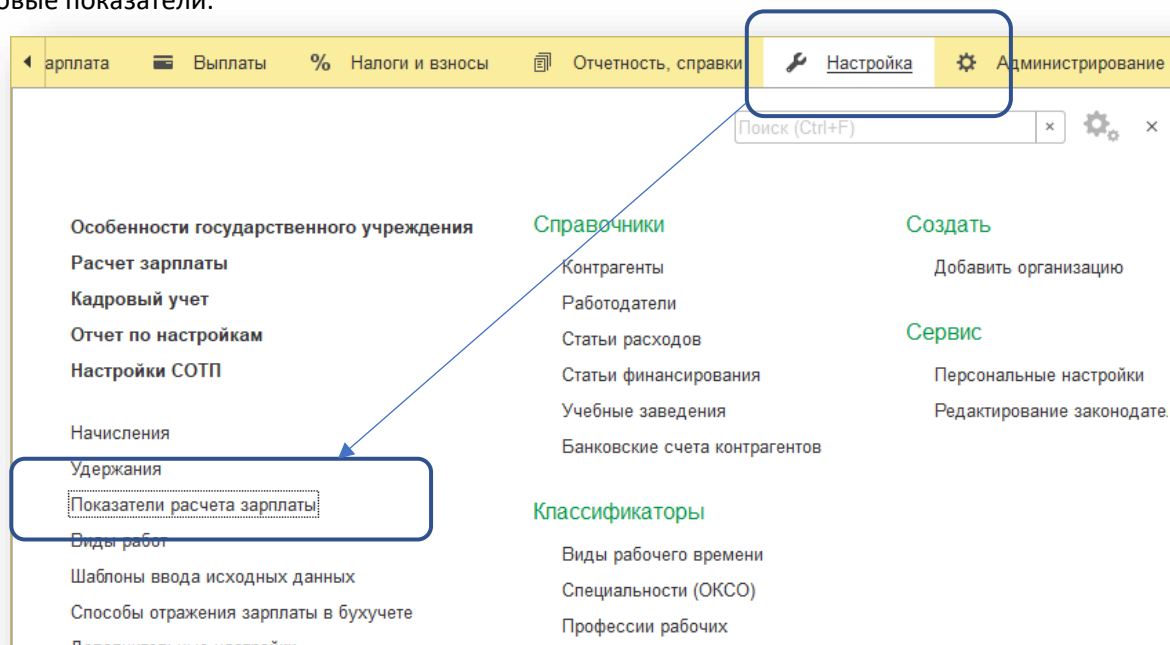 показатели.
арплата Выплаты % Налоги и взносы Отчетность, справки Настройка Администрирование
Поиск (Ctrl+F) × ×
Особенности государственного учреждения
Расчет зарплаты
Кадровый учет
Отчет по настройкам
Настройки СОТП
Начисления
Удержания
Показатели расчета зарплаты
Виды работ
Шаблоны ввода исходных данных
Способы отражения зарплаты в бухучете
Справочники
Контрагенты
Работодатели
Статьи расходов
Статьи финансирования
Учебные заведения
Банковские счета контрагентов
Классификаторы
Виды рабочего времени
Специальности (ОКСО)
Профессии рабочих
Создать
Добавить организацию
Сервис
Персональные настройки
Редактирование законодате.